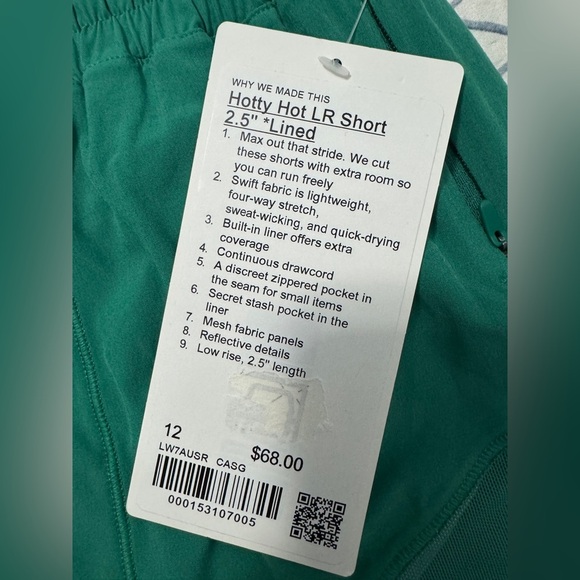 WHY WE MADE THIS
Hotty Hot LR Short
2.5" *Lined
1. Max out that stride. We cut
these shorts with extra room so
you can run freely
2. Swift fabric is lightweight,
four-way stretch,
sweat-wicking, and quick-drying
3. Built-in liner offers extra
coverage
4. Continuous drawcord
5. A discreet zippered pocket in
the seam for small items
6. Secret stash pocket in the
liner
7. Mesh fabric panels
8. Reflective details
9. Low rise, 2.5" length
12
$68.00
LW7AUSR CASG
000153107005